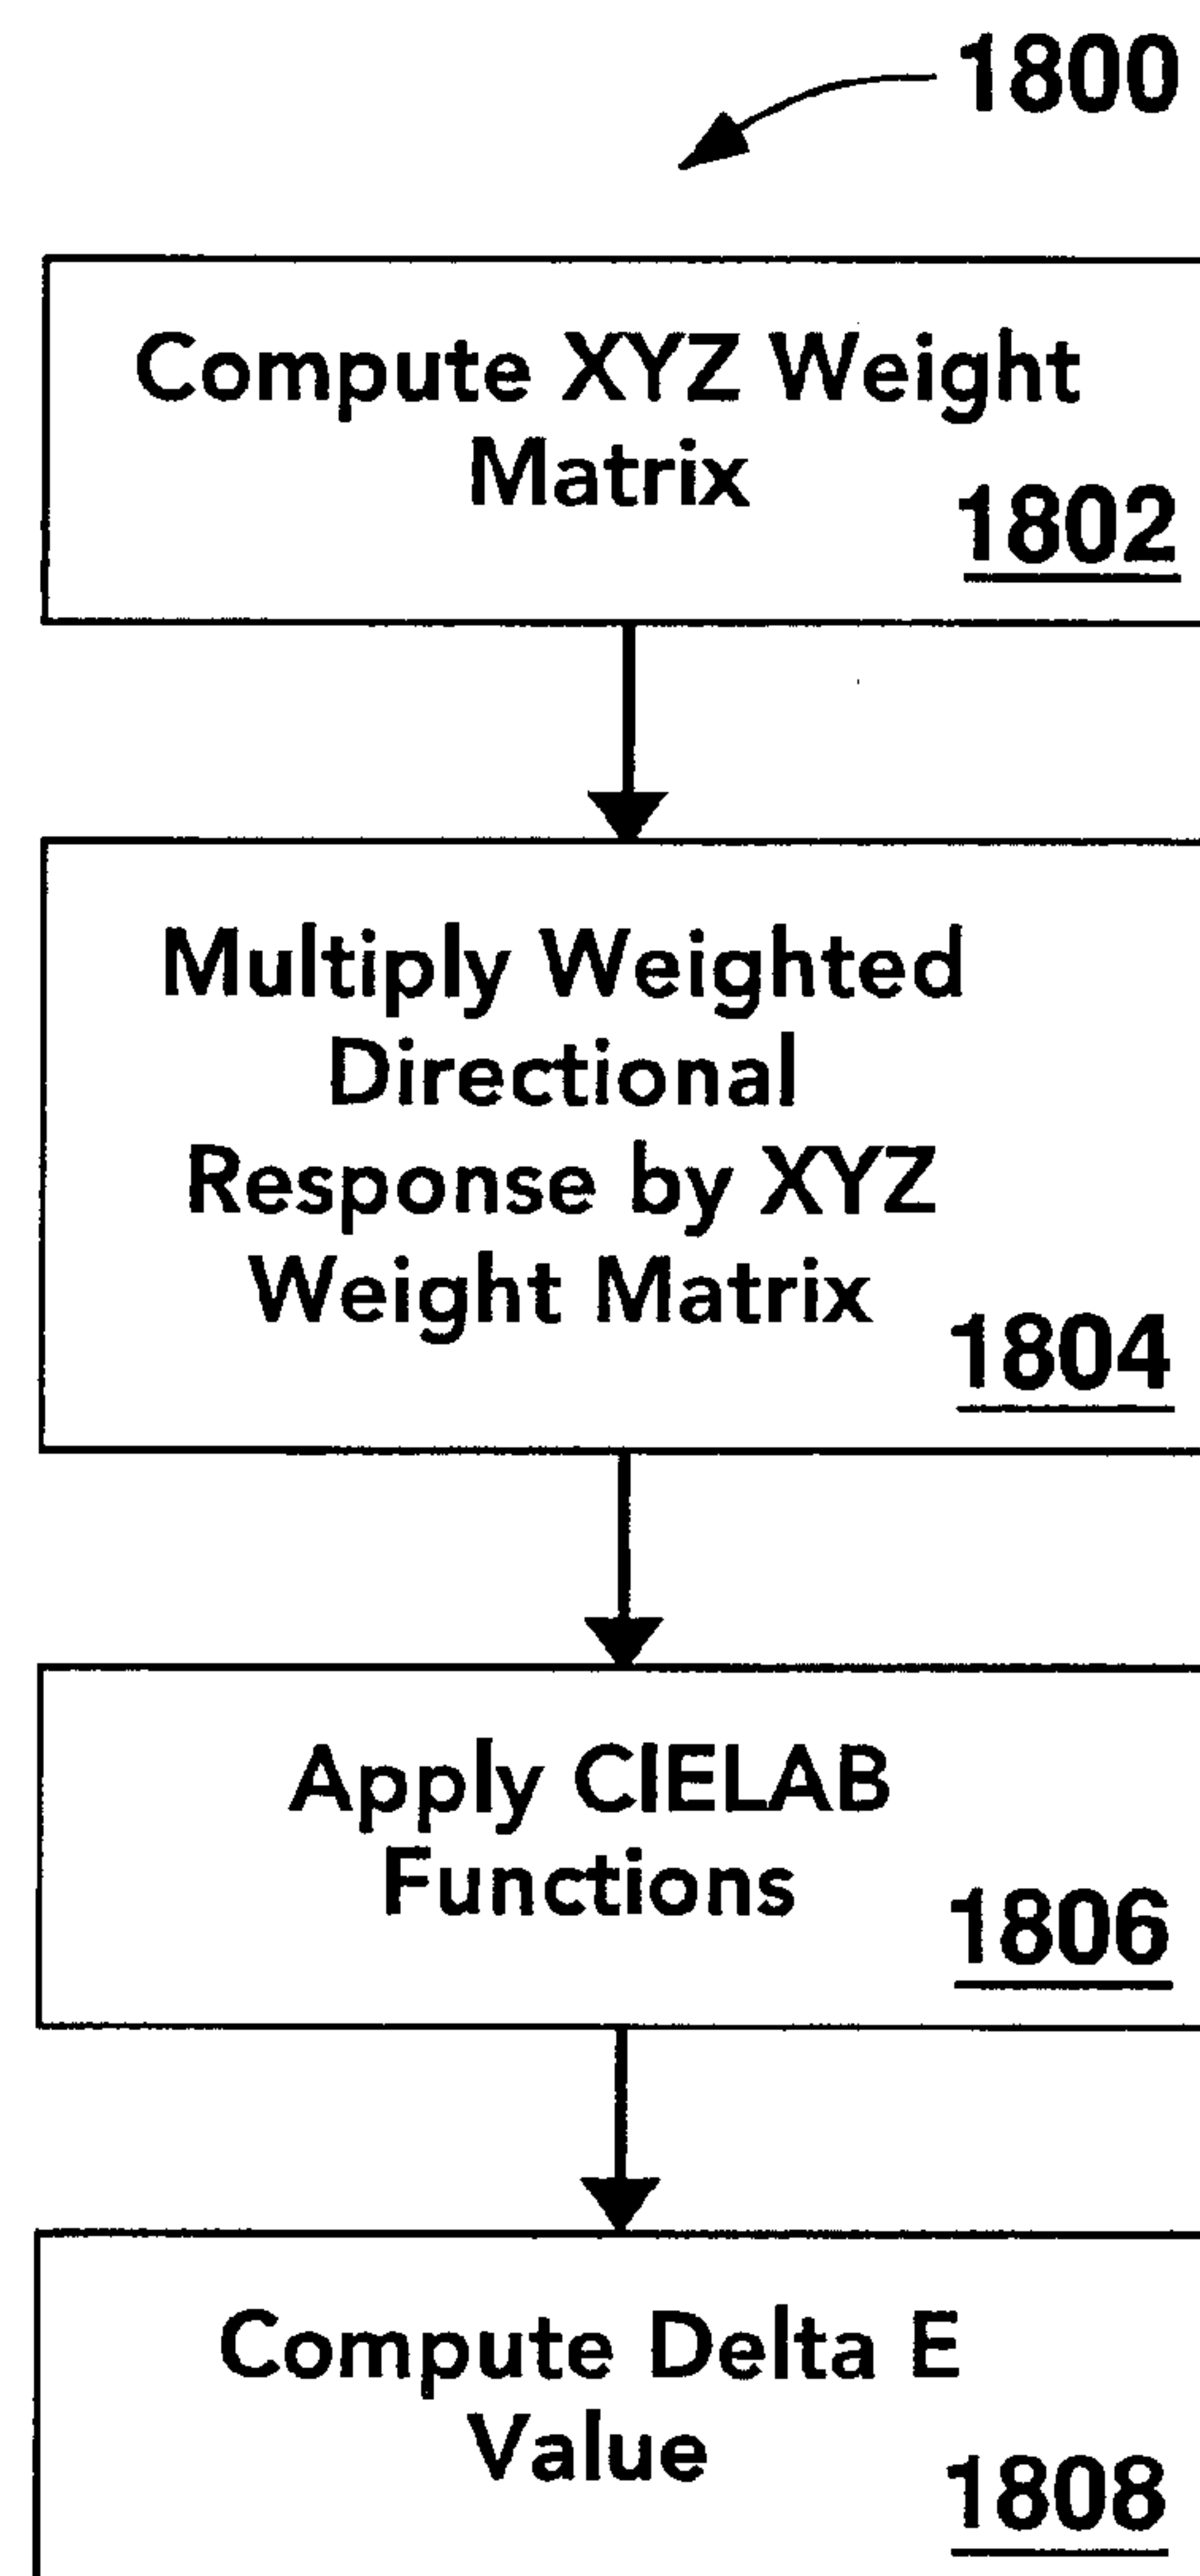 1800
Compute XYZ Weight
Matrix
1802
Multiply Weighted
Directional
Response by XYZ
Weight Matrix
1804
Apply CIELAB
Functions
1806
Compute Delta E
Value
1808